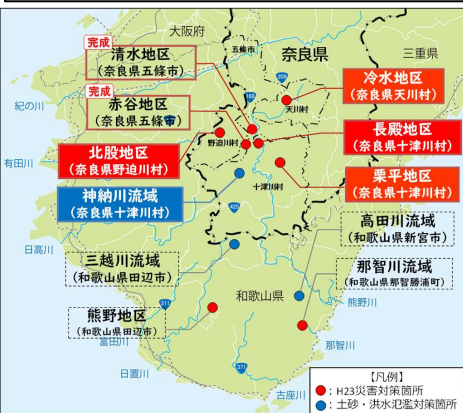 大阪府
奈良県
三重県
完成
清水地区
(奈良県五條市)
五條市
309
168
冷水地区
(奈良県天川村)
天川村
紀の川
完成
赤谷地区
(奈良県五條市)
長殿地区
(奈良県十津川村)
野迫川村
北股地区
(奈良県野迫川村)
有田川
栗平地区
(奈良県十津川村)
十津川村
神納川流域
(奈良県十津川村)
425
高田川流域
(和歌山県新宮市)
日高川
三越川流域
(和歌山県田辺市)
那智川流域
(和歌山県那智勝浦町)
和歌山県
熊野川
311
熊野地区
(和歌山県田辺市)
富田川
那智川
日置川
371
古座川
【凡例】
:H23災害対策箇所
:土砂・洪水氾濫対策箇所